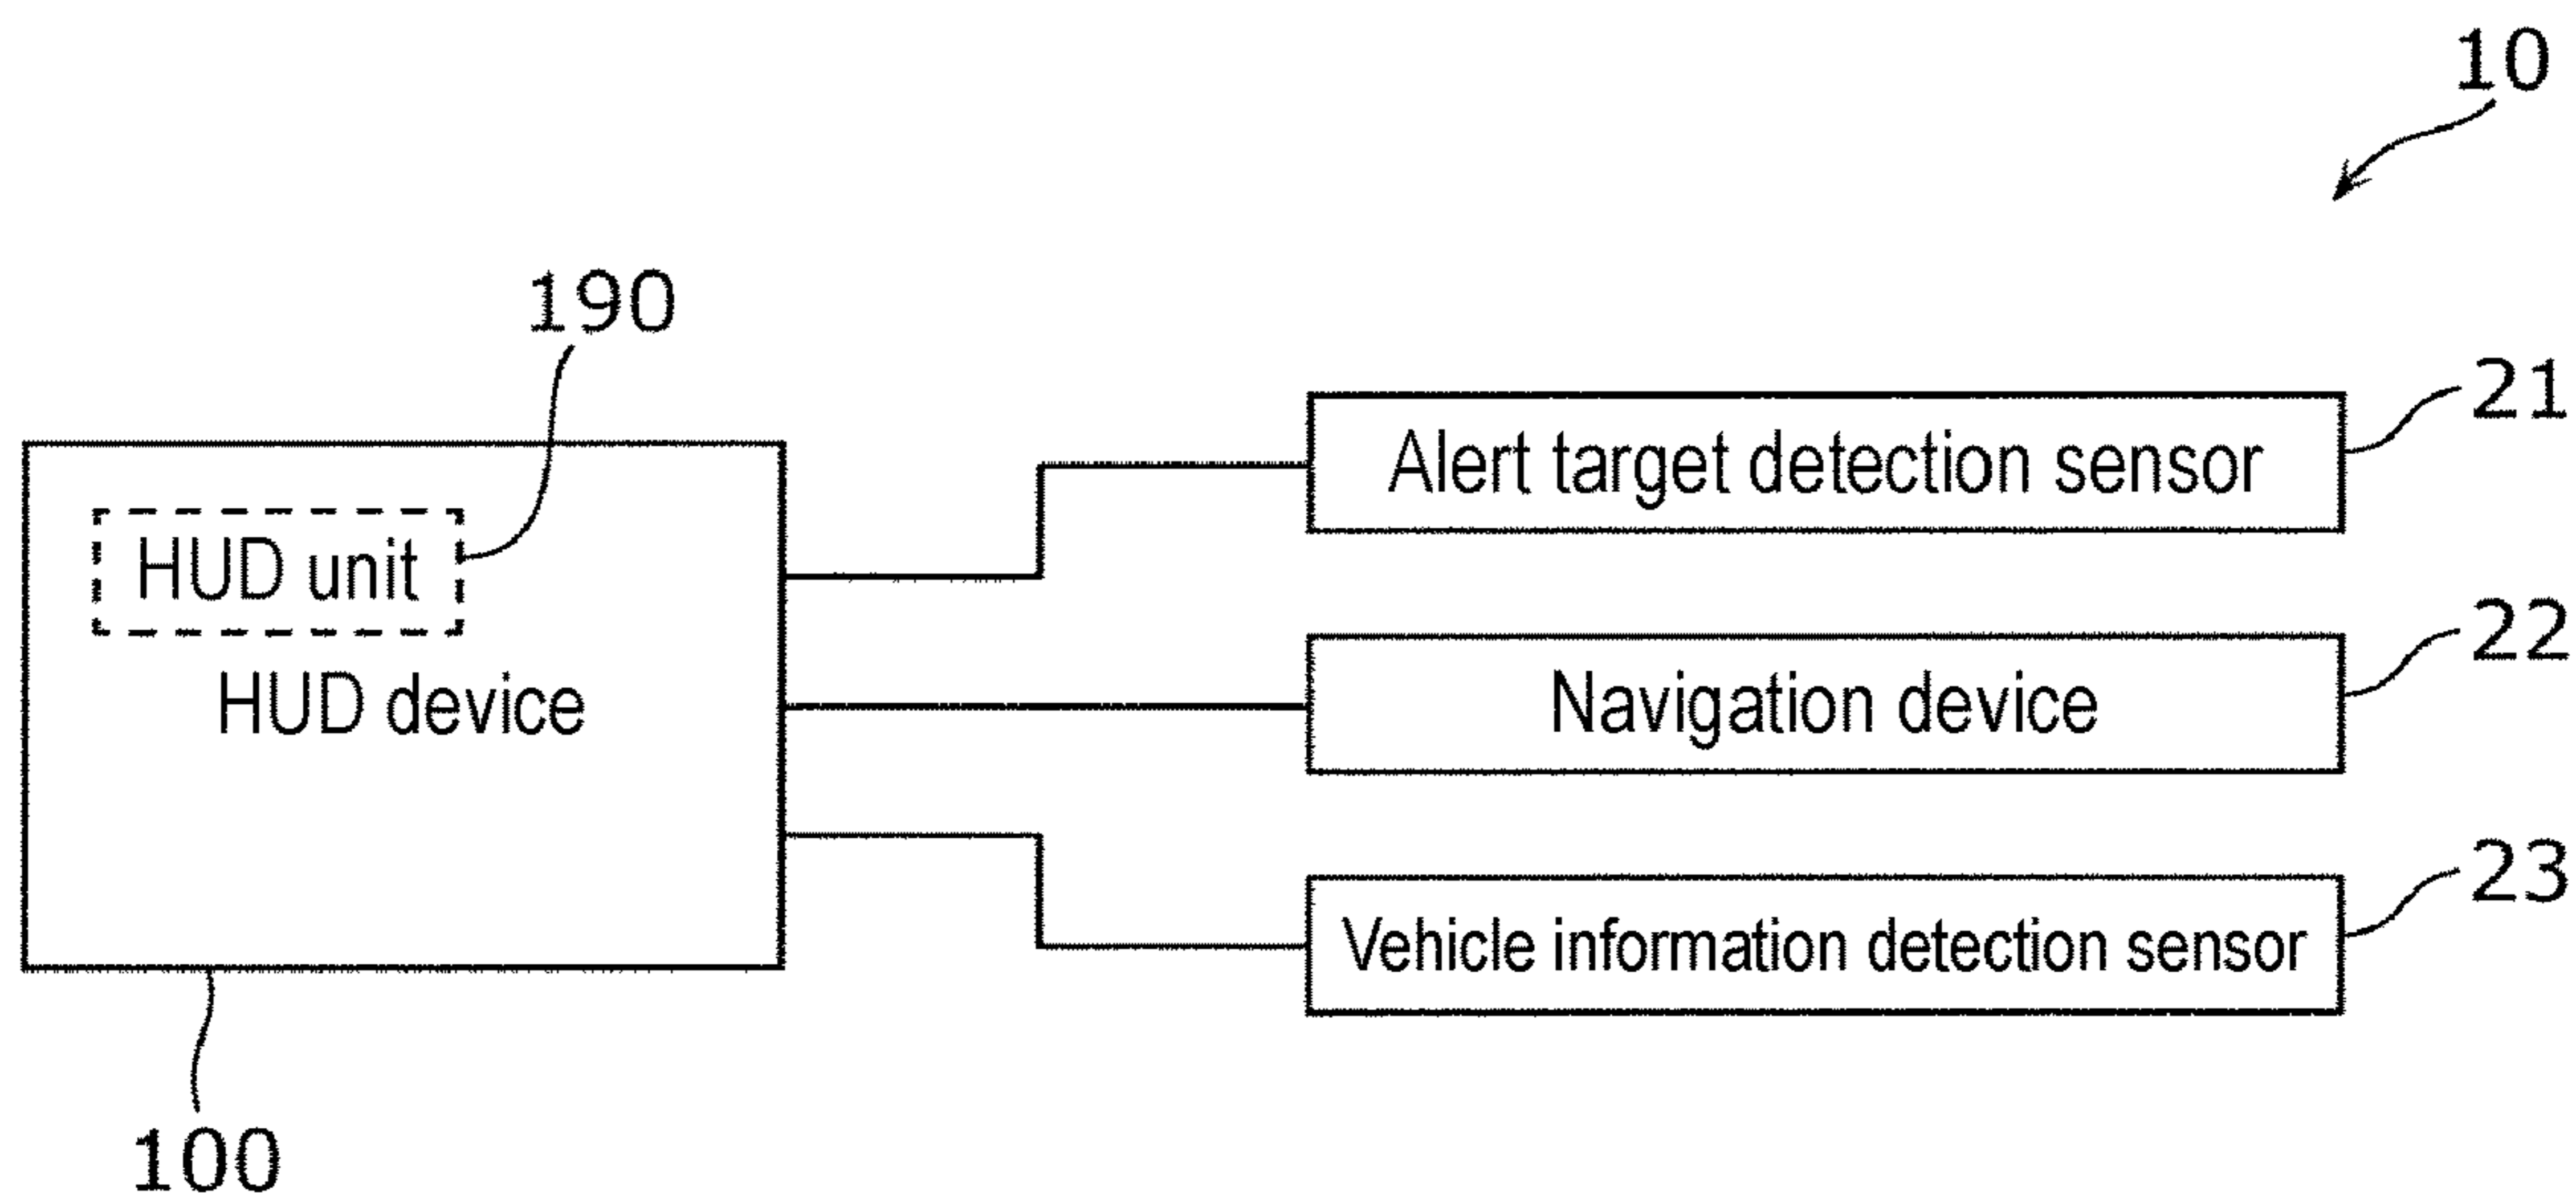 10
190
21
Alert target detection sensor
HUD unit
22
HUD device
Navigation device
23
Vehicle information detection sensor
100